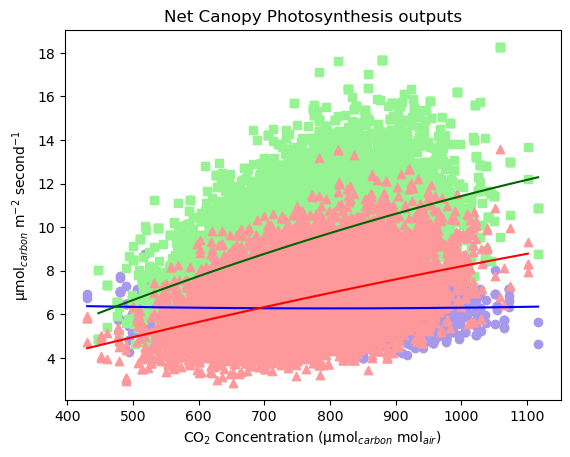 Net Canopy Photosynthesis outputs
μmol_carbon m⁻² second⁻¹
18
16
14
12
10
8
6
4
400 500 600 700 800 900 1000 1100
CO₂ Concentration (μmol_carbon mol_air)